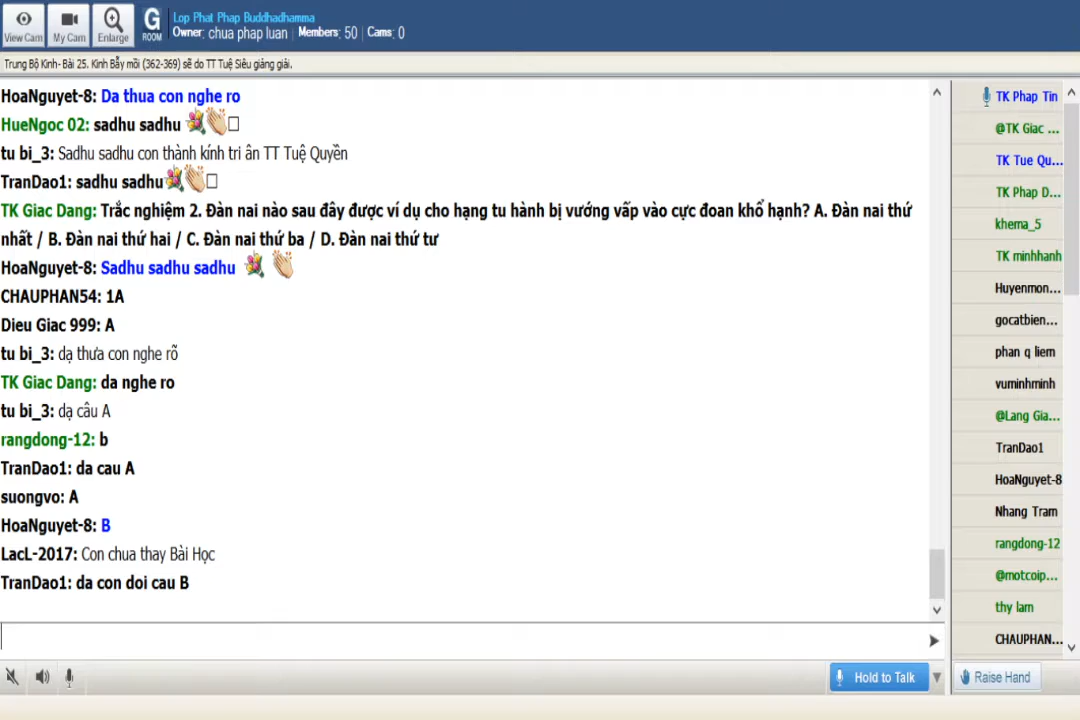 View Cam
My Cam
Enlarge
G
ROOM
Lop Phat Phap Buddhadhamma
Owner: chua phap luan | Members: 50 | Cams: 0
Trung Bộ Kinh- Bài 25. Kinh Bẫy mồi (362-369) sẽ do TT Tuệ Siêu giảng giải.
HoaNguyet-8: Da thua con nghe ro
HueNgoc 02: sadhu sadhu
tu bi_3: Sadhu sadhu con thành kính tri ân TT Tuệ Quyền
TranDao1: sadhu sadhu
TK Giac Dang: Trắc nghiệm 2. Đàn nai nào sau đây được ví dụ cho hạng tu hành bị vướng vấp vào cực đoan khổ hạnh? A. Đàn nai thứ
nhất / B. Đàn nai thứ hai / C. Đàn nai thứ ba / D. Đàn nai thứ tư
HoaNguyet-8: Sadhu sadhu sadhu
CHAUPHAN54: 1A
Dieu Giac 999: A
tu bi_3: dạ thưa con nghe rõ
TK Giac Dang: da nghe ro
tu bi_3: dạ câu A
rangdong-12: b
TranDao1: da cau A
suongvo: A
HoaNguyet-8: B
LacL-2017: Con chua thay Bài Học
TranDao1: da con doi cau B
Hold to Talk
TK Phap Tin
@TK Giac ...
TK Tue Qu...
TK Phap D...
khema_5
TK minhhanh
Huyenmon...
gocatbien...
phan q liem
vuminhminh
@Lang Gia...
TranDao1
HoaNguyet-8
Nhang Tram
rangdong-12
@motcoip...
thy lam
CHAUPHAN...
Raise Hand